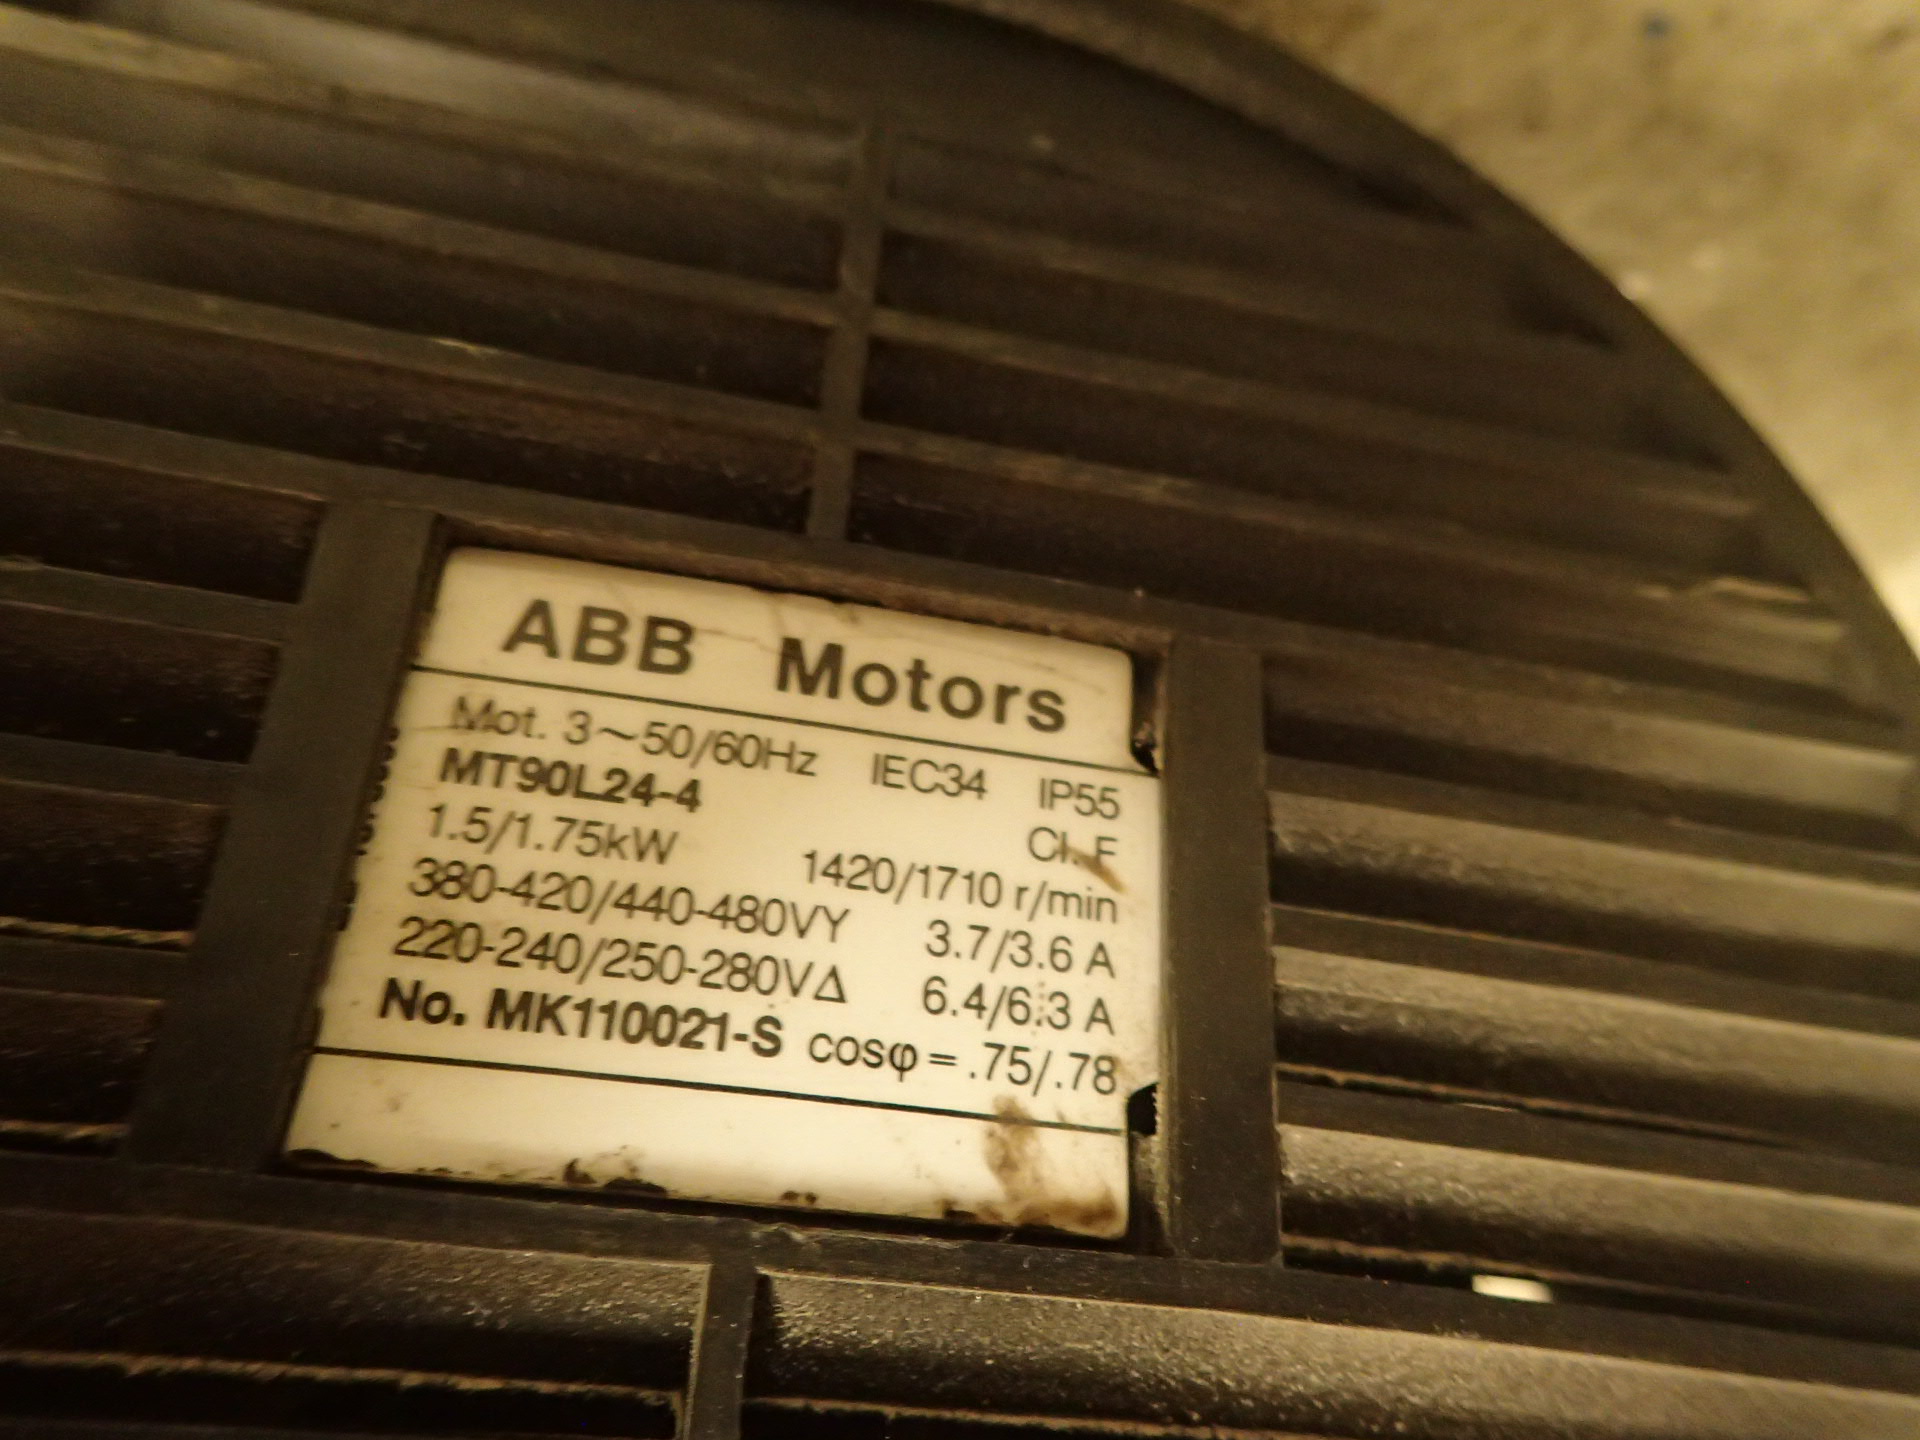 ABB Motors
Mot. 3~50/60Hz IEC34 IP55
MT90L24-4 Cl. F
1.5/1.75kW 1420/1710 r/min
380-420/440-480VY 3.7/3.6 A
220-240/250-280VΔ 6.4/6.3 A
No. MK110021-S cosφ = .75/.78